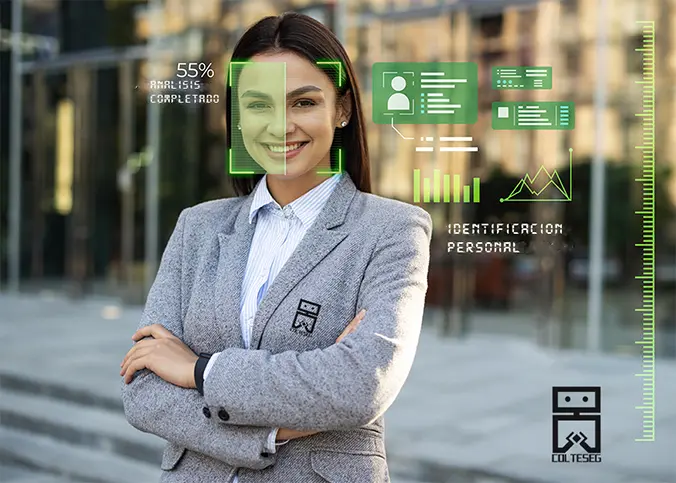 55%
ANALISIS
COMPLETADO
IDENTIFICACION
PERSONAL
COLTESEG